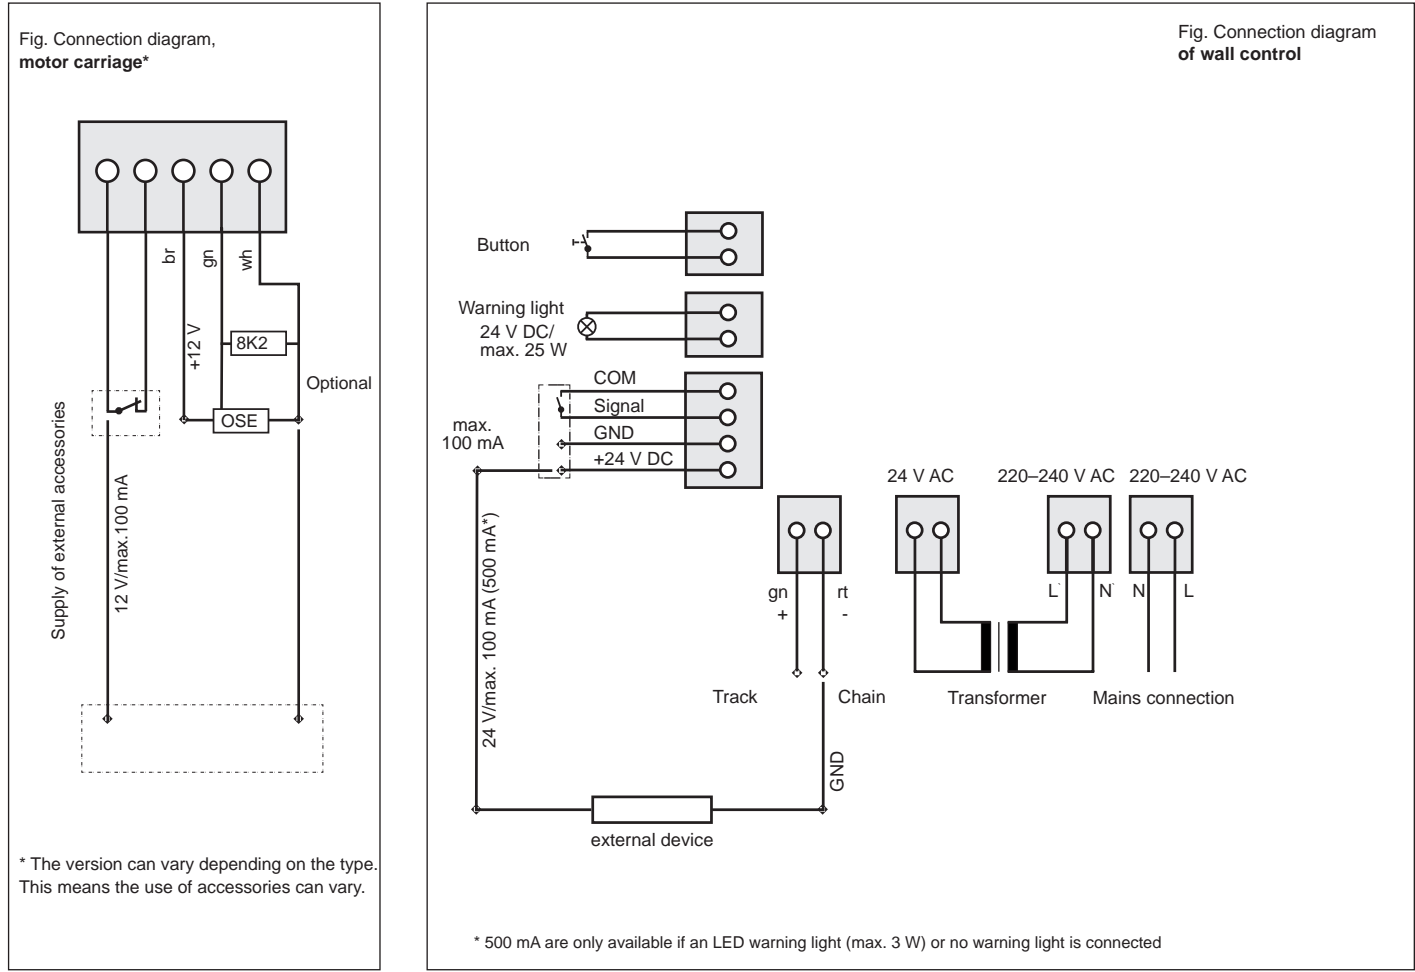 Fig. Connection diagram,
motor carriage*
br
gn
wh
+12 V
8K2
Optional
OSE
Supply of external accessories
12 V/max.100 mA
* The version can vary depending on the type.
This means the use of accessories can vary.
Fig. Connection diagram
of wall control
Button
Warning light
24 V DC/
max. 25 W
COM
Signal
GND
+24 V DC
max.
100 mA
24 V/max. 100 mA (500 mA*)
24 V AC
220–240 V AC
220–240 V AC
gn
+
rt
-
L`
N`
N
L
Track
Chain
Transformer
Mains connection
GND
external device
* 500 mA are only available if an LED warning light (max. 3 W) or no warning light is connected